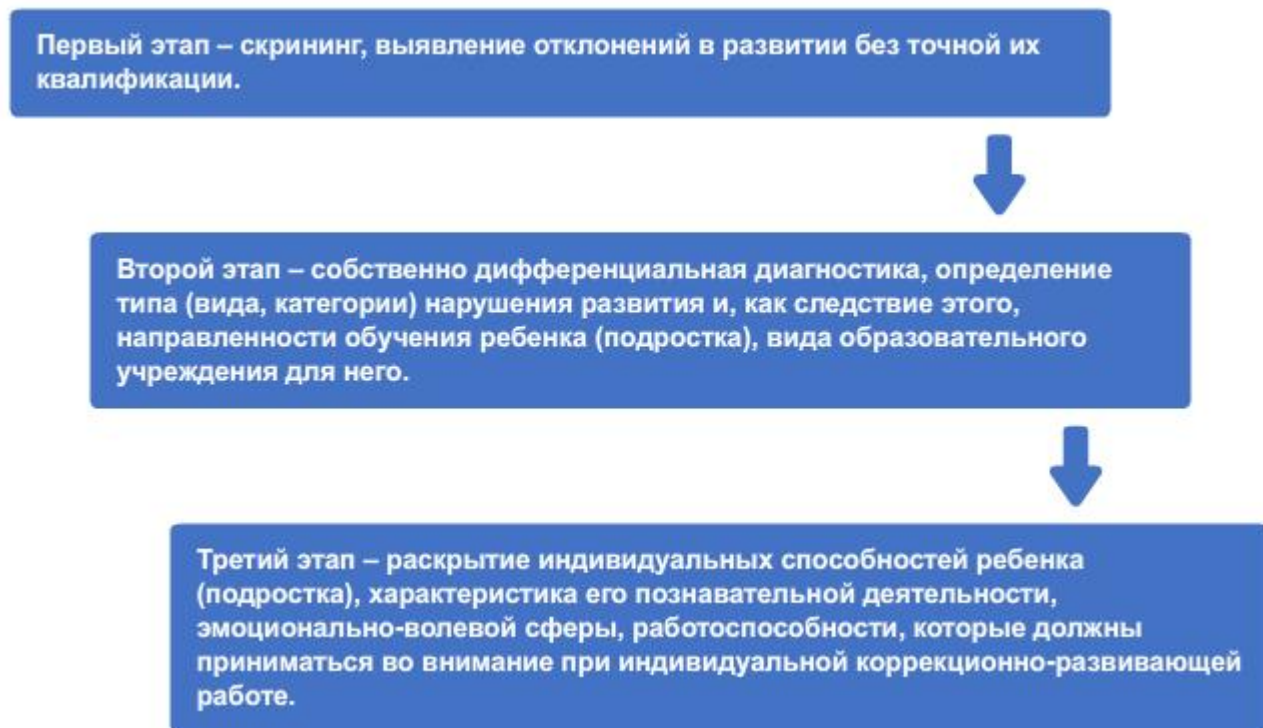 Первый этап – скрининг, выявление отклонений в развитии без точной их
квалификации.
Второй этап – собственно дифференциальная диагностика, определение
типа (вида, категории) нарушения развития и, как следствие этого,
направленности обучения ребенка (подростка), вида образовательного
учреждения для него.
Третий этап – раскрытие индивидуальных способностей ребенка
(подростка), характеристика его познавательной деятельности,
эмоционально-волевой сферы, работоспособности, которые должны
приниматься во внимание при индивидуальной коррекционно-развивающей
работе.